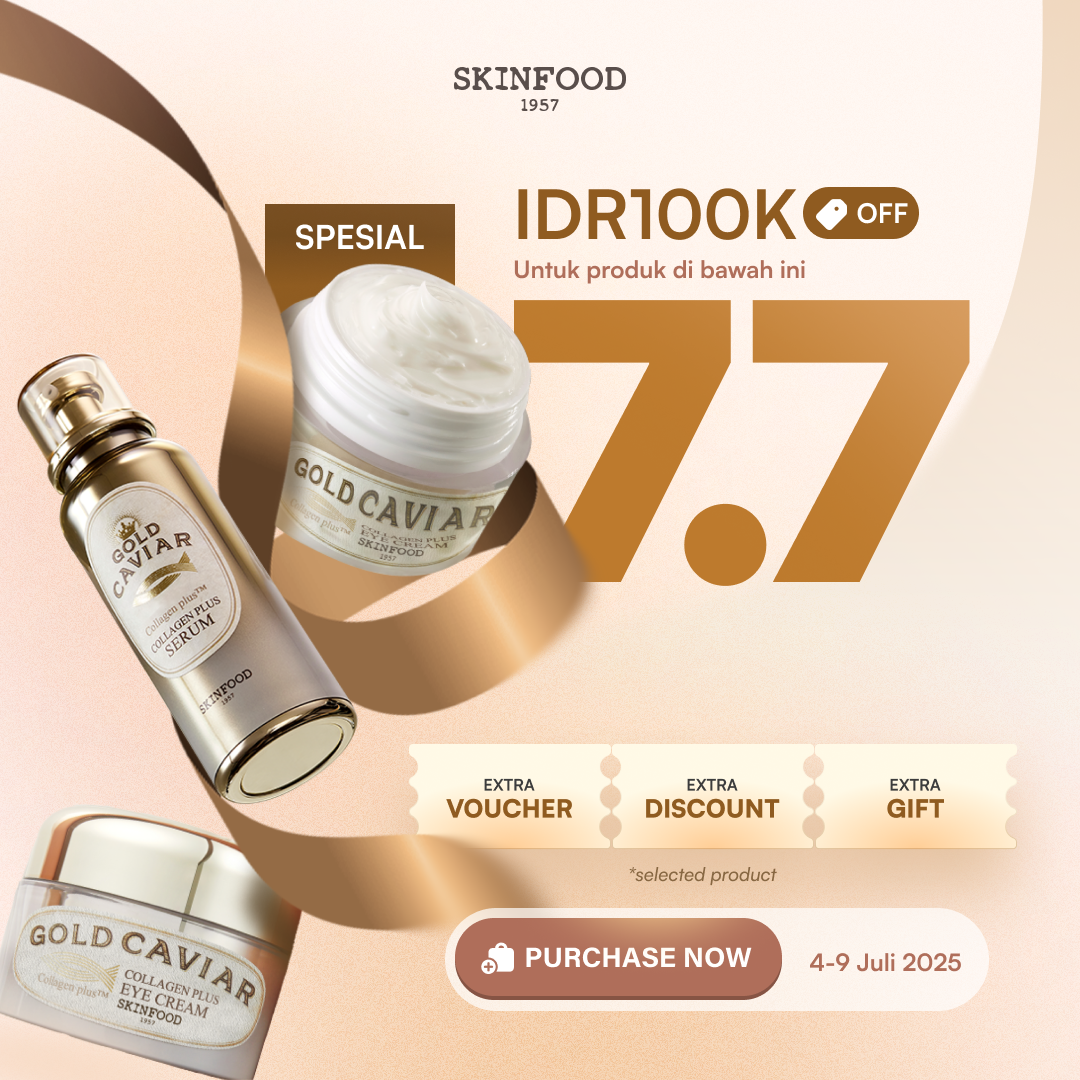 SKINFOOD
1957
SPESIAL
IDR100K OFF
Untuk produk di bawah ini
7.7
GOLD CAVIAR
Collagen plus™
COLLAGEN PLUS
EYE CREAM
SKINFOOD
1957
GOLD
CAVIAR
Collagen plus™
COLLAGEN PLUS
SERUM
SKINFOOD
1957
EXTRA
VOUCHER
EXTRA
DISCOUNT
EXTRA
GIFT
*selected product
PURCHASE NOW
4-9 Juli 2025
GOLD CAVIAR
Collagen plus™
COLLAGEN PLUS
EYE CREAM
SKINFOOD
1957